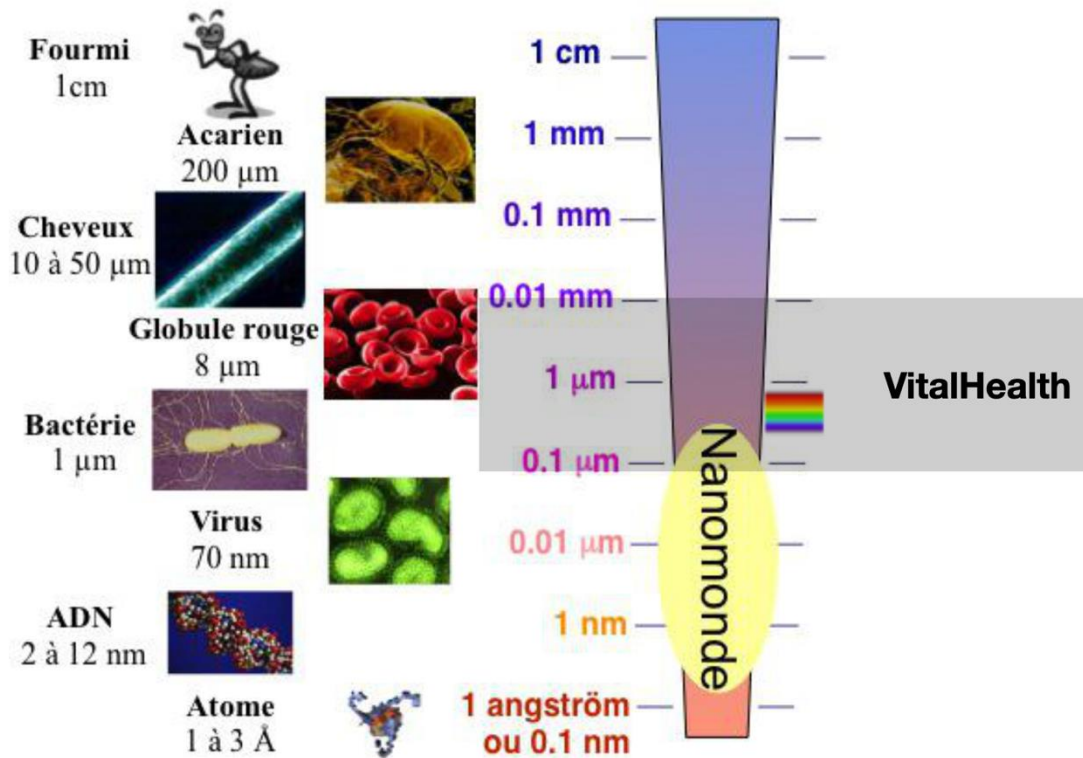 Fourmi
1cm
Acarien
200 μm
Cheveux
10 à 50 μm
Globule rouge
8 μm
Bactérie
1 μm
Virus
70 nm
ADN
2 à 12 nm
Atome
1 à 3 Å
1 cm
1 mm
0.1 mm
0.01 mm
1 μm
0.1 μm
0.01 μm
1 nm
1 angström
ou 0.1 nm
Nanomonde
VitalHealth